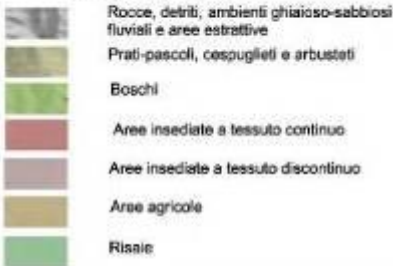 Rocce, detriti, ambienti ghiaioso-sabbiosi
fluviali e aree estrattive
Prati-pascoli, cespuglieti e arbusteti
Boschi
Aree insediate a tessuto continuo
Aree insediate a tessuto discontinuo
Aree agricole
Risaie